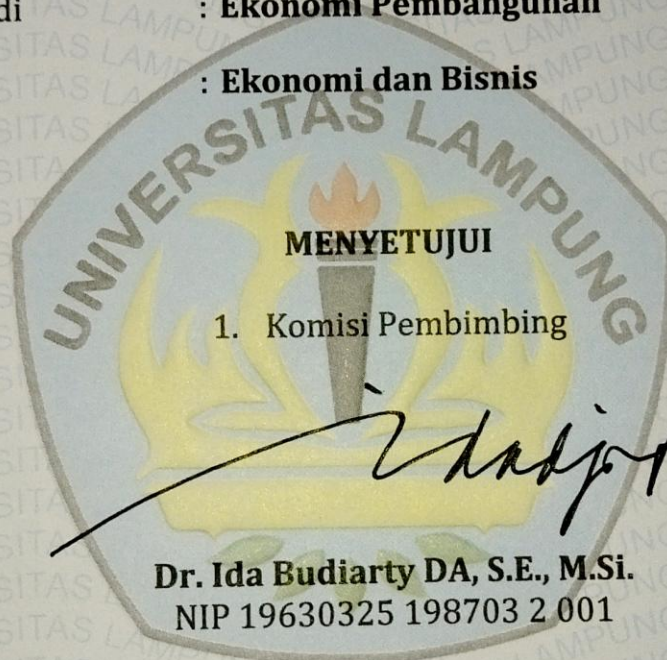 di : Ekonomi Pembangunan
: Ekonomi dan Bisnis
UNIVERSITAS LAMPUNG
MENYETUJUI
1. Komisi Pembimbing
Dr. Ida Budiarty DA, S.E., M.Si.
NIP 19630325 198703 2 001